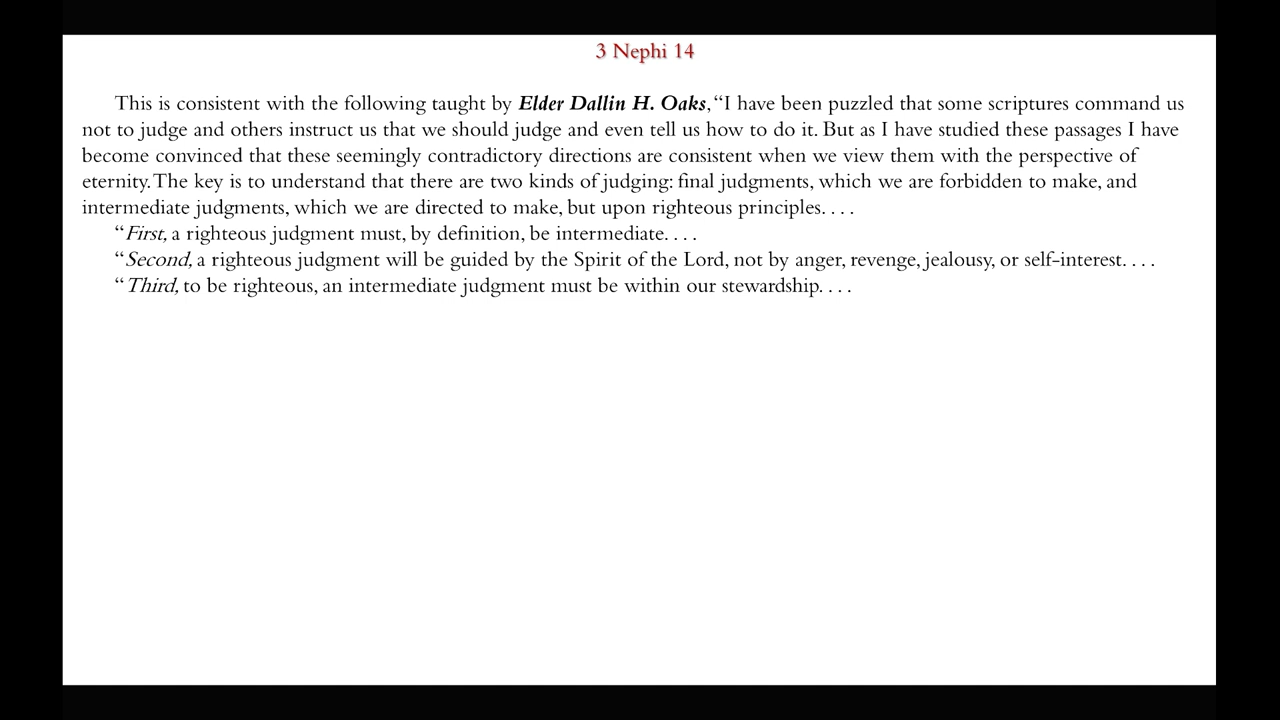 3 Nephi 14
This is consistent with the following taught by Elder Dallin H. Oaks, “I have been puzzled that some scriptures command us
not to judge and others instruct us that we should judge and even tell us how to do it. But as I have studied these passages I have
become convinced that these seemingly contradictory directions are consistent when we view them with the perspective of
eternity. The key is to understand that there are two kinds of judging: final judgments, which we are forbidden to make, and
intermediate judgments, which we are directed to make, but upon righteous principles. . . .
“First, a righteous judgment must, by definition, be intermediate. . . .
“Second, a righteous judgment will be guided by the Spirit of the Lord, not by anger, revenge, jealousy, or self-interest. . . .
“Third, to be righteous, an intermediate judgment must be within our stewardship. . . .